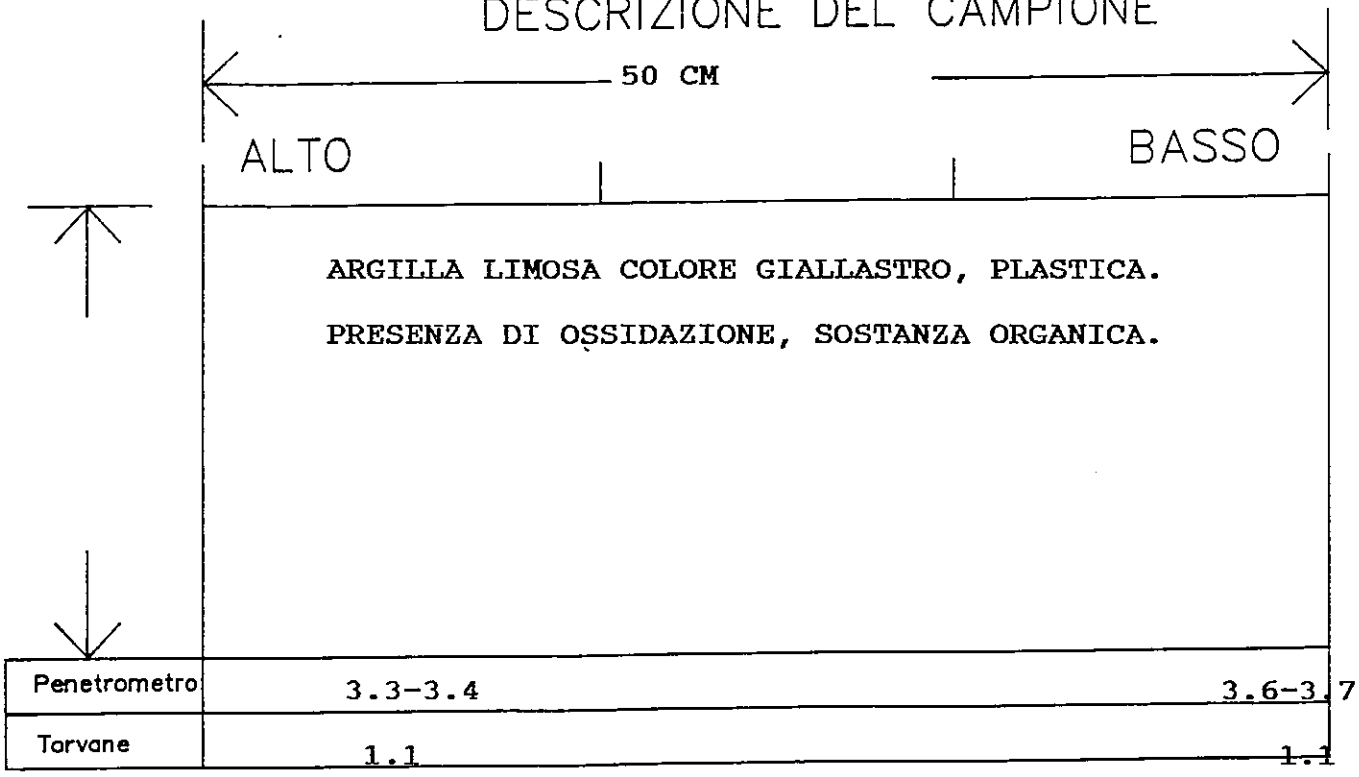 DESCRIZIONE DEL CAMPIONE
50 CM
ALTO BASSO
ARGILLA LIMOSA COLORE GIALLASTRO, PLASTICA.
PRESENZA DI OSSIDAZIONE, SOSTANZA ORGANICA.
Penetrometro 3.3-3.4 3.6-3.7
Torvane 1.1 1.1